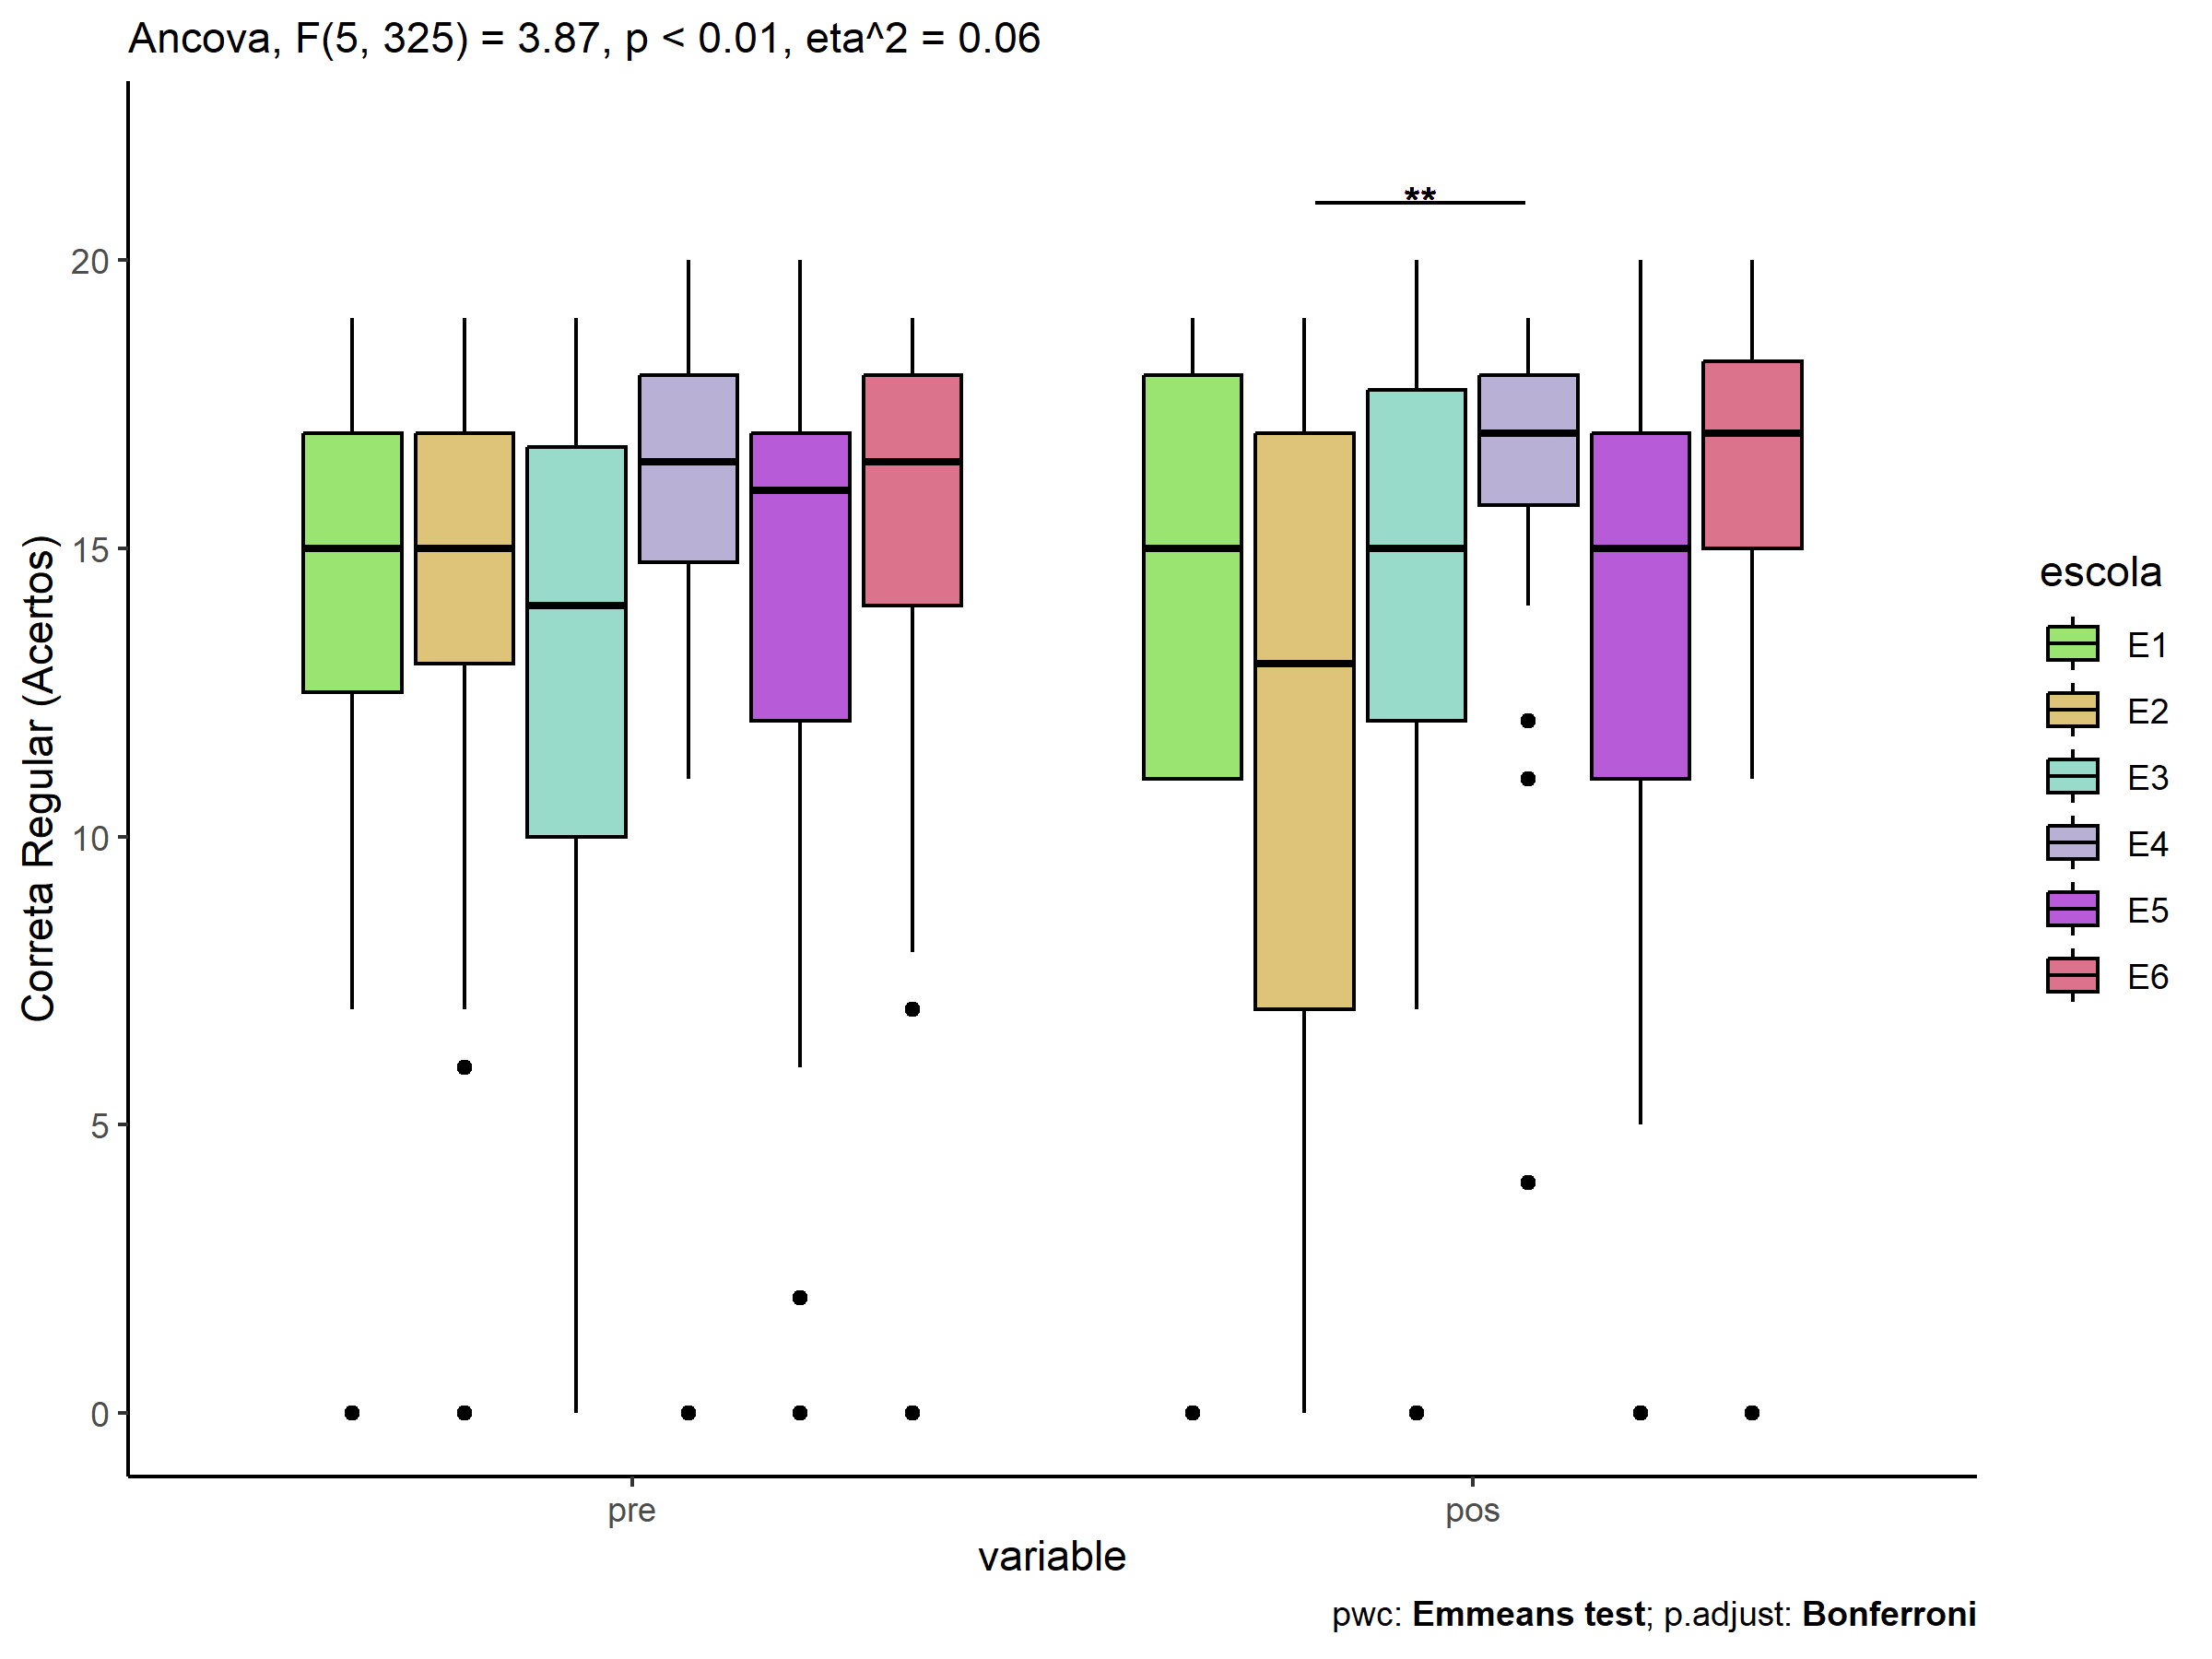 Ancova, F(5, 325) = 3.87, p < 0.01, eta^2 = 0.06
**
Correta Regular (Acertos)
20
15
10
5
0
pre
pos
variable
escola
E1
E2
E3
E4
E5
E6
pwc: Emmeans test; p.adjust: Bonferroni